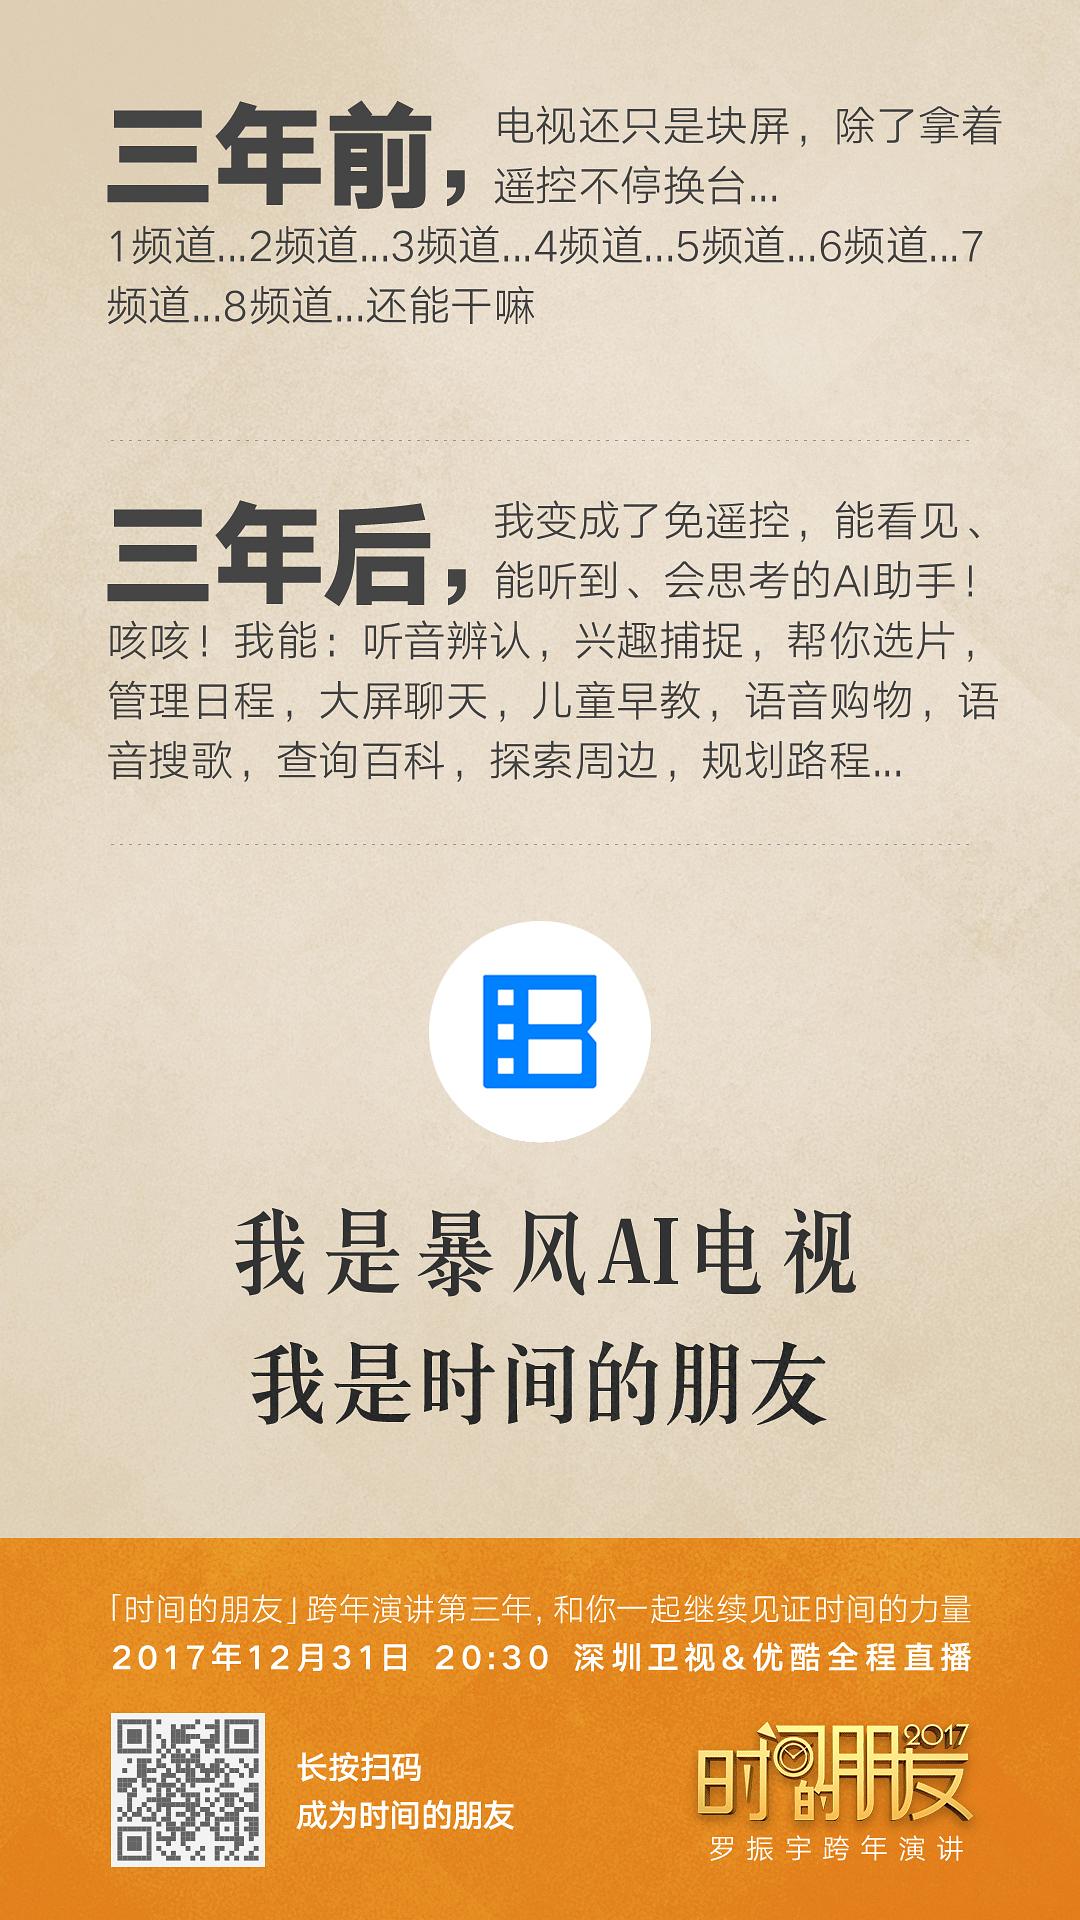 三年前，电视还只是块屏，除了拿着
遥控不停换台...
1频道...2频道...3频道...4频道...5频道...6频道...7
频道...8频道...还能干嘛
三年后，我变成了免遥控，能看见、
能听到、会思考的AI助手！
咳咳！我能：听音辨认，兴趣捕捉，帮你选片，
管理日程，大屏聊天，儿童早教，语音购物，语
音搜歌，查询百科，探索周边，规划路程...
我是暴风AI电视
我是时间的朋友
「时间的朋友」跨年演讲第三年，和你一起继续见证时间的力量
2017年12月31日 20:30 深圳卫视&优酷全程直播
长按扫码
成为时间的朋友
时间的朋友2017
罗振宇跨年演讲